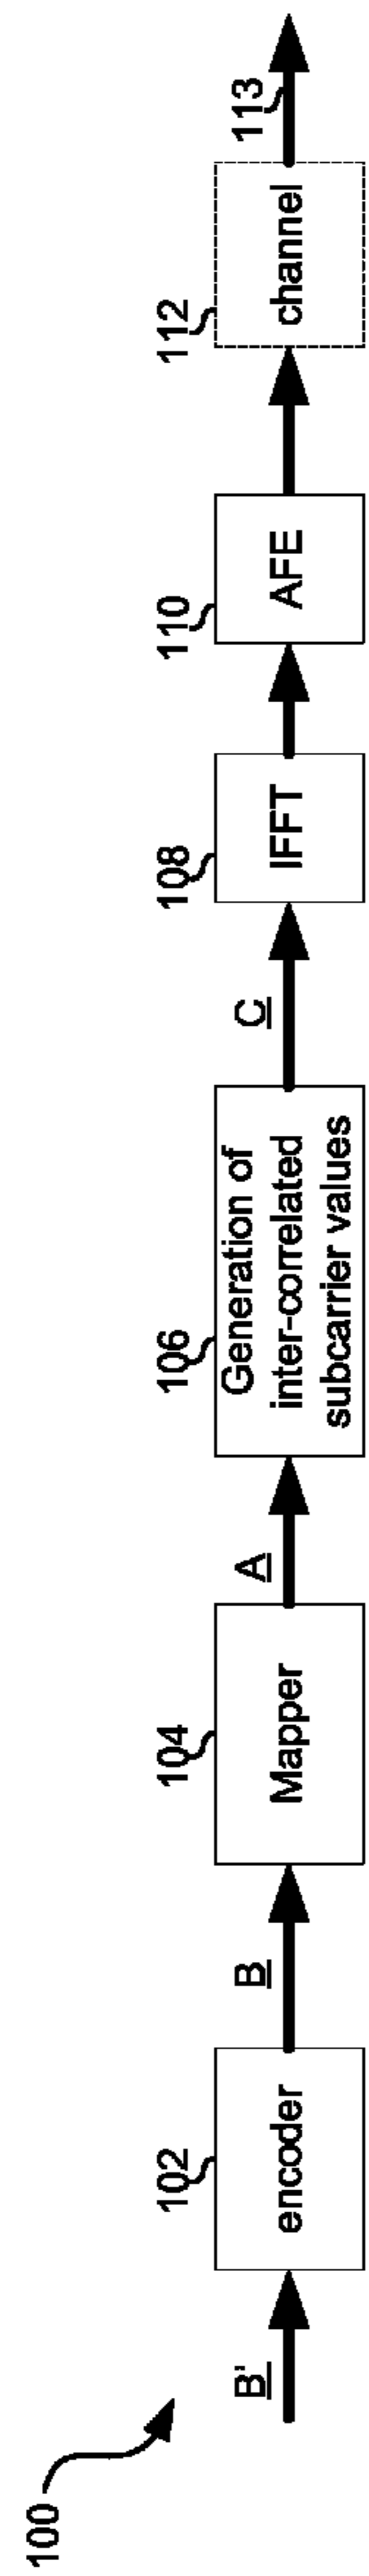 100
B'
102
encoder
B
104
Mapper
A
106
Generation of
inter-correlated
subcarrier values
C
108
IFFT
110
AFE
112
channel
113